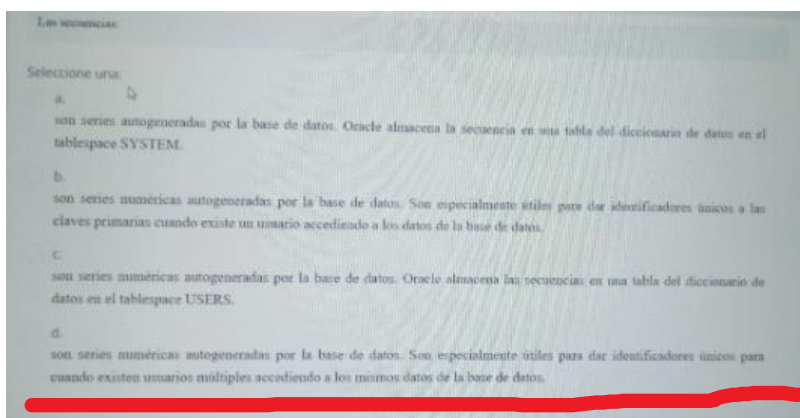 Las secuencias:
Seleccione una:
a.
son series autogeneradas por la base de datos. Oracle almacena la secuencia en una tabla del diccionario de datos en el
tablespace SYSTEM.
b.
son series numéricas autogeneradas por la base de datos. Son especialmente útiles para dar identificadores únicos a las
claves primarias cuando existe un usuario accediendo a los datos de la base de datos.
c.
son series numéricas autogeneradas por la base de datos. Oracle almacena las secuencias en una tabla del diccionario de
datos en el tablespace USERS.
d.
son series numéricas autogeneradas por la base de datos. Son especialmente útiles para dar identificadores únicos para
cuando existen usuarios múltiples accediendo a los mismos datos de la base de datos.